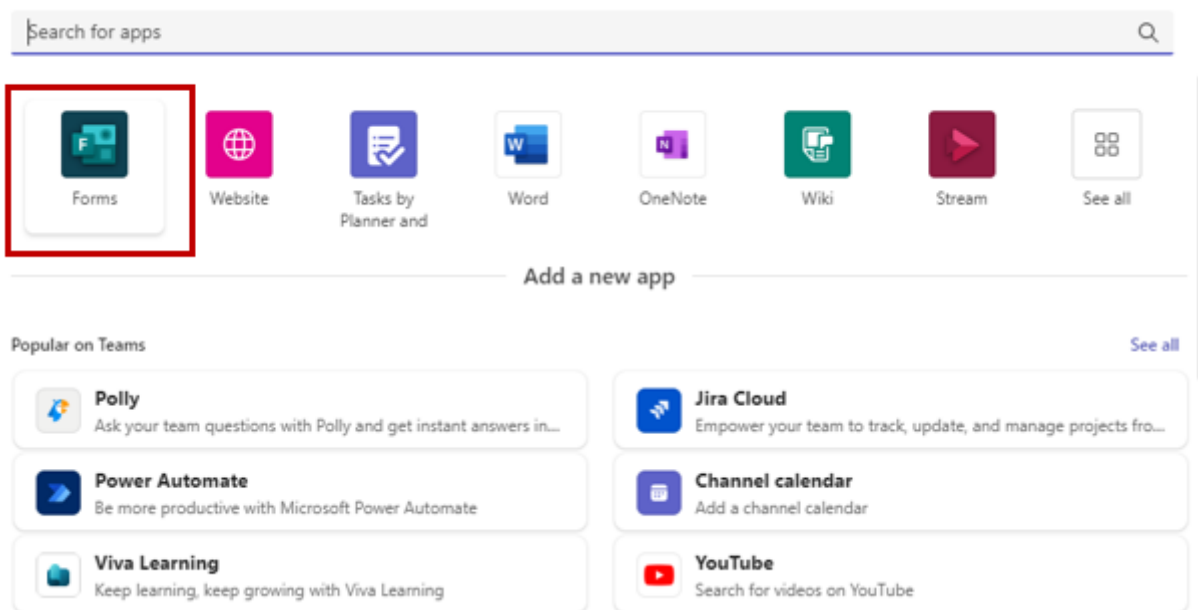 Search for apps
Forms
Website
Tasks by
Planner and
Word
OneNote
Wiki
Stream
See all
Add a new app
Popular on Teams
See all
Polly
Ask your team questions with Polly and get instant answers in....
Jira Cloud
Empower your team to track, update, and manage projects fro...
Power Automate
Be more productive with Microsoft Power Automate
Channel calendar
Add a channel calendar
Viva Learning
Keep learning, keep growing with Viva Learning
YouTube
Search for videos on YouTube